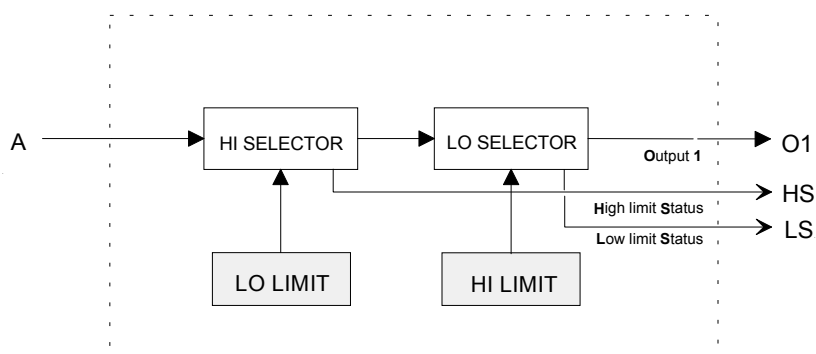 A
HI SELECTOR
LO SELECTOR
Output 1
O1
HS
High limit Status
LS
Low limit Status
LO LIMIT
HI LIMIT